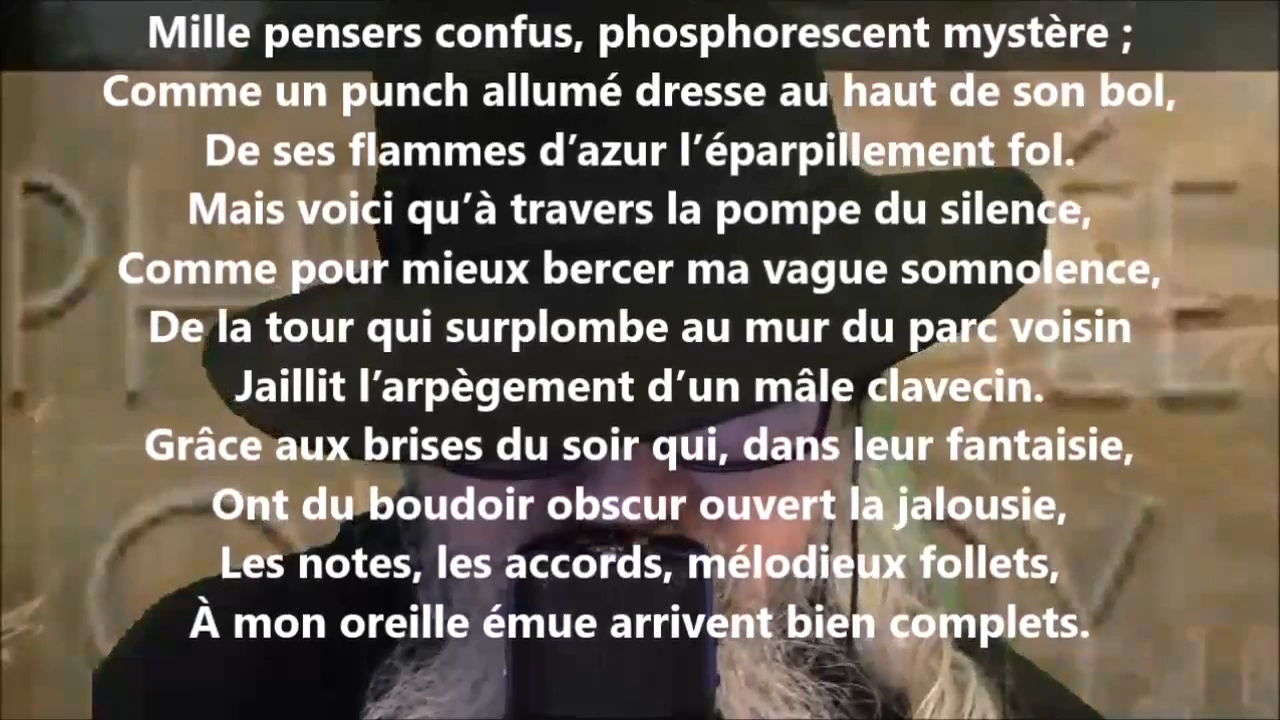 Mille pensers confus, phosphorescent mystère ;
Comme un punch allumé dresse au haut de son bol,
De ses flammes d’azur l’éparpillement fol.
Mais voici qu’à travers la pompe du silence,
Comme pour mieux bercer ma vague somnolence,
De la tour qui surplombe au mur du parc voisin
Jaillit l’arpègement d’un mâle clavecin.
Grâce aux brises du soir qui, dans leur fantaisie,
Ont du boudoir obscur ouvert la jalousie,
Les notes, les accords, mélodieux follets,
À mon oreille émue arrivent bien complets.